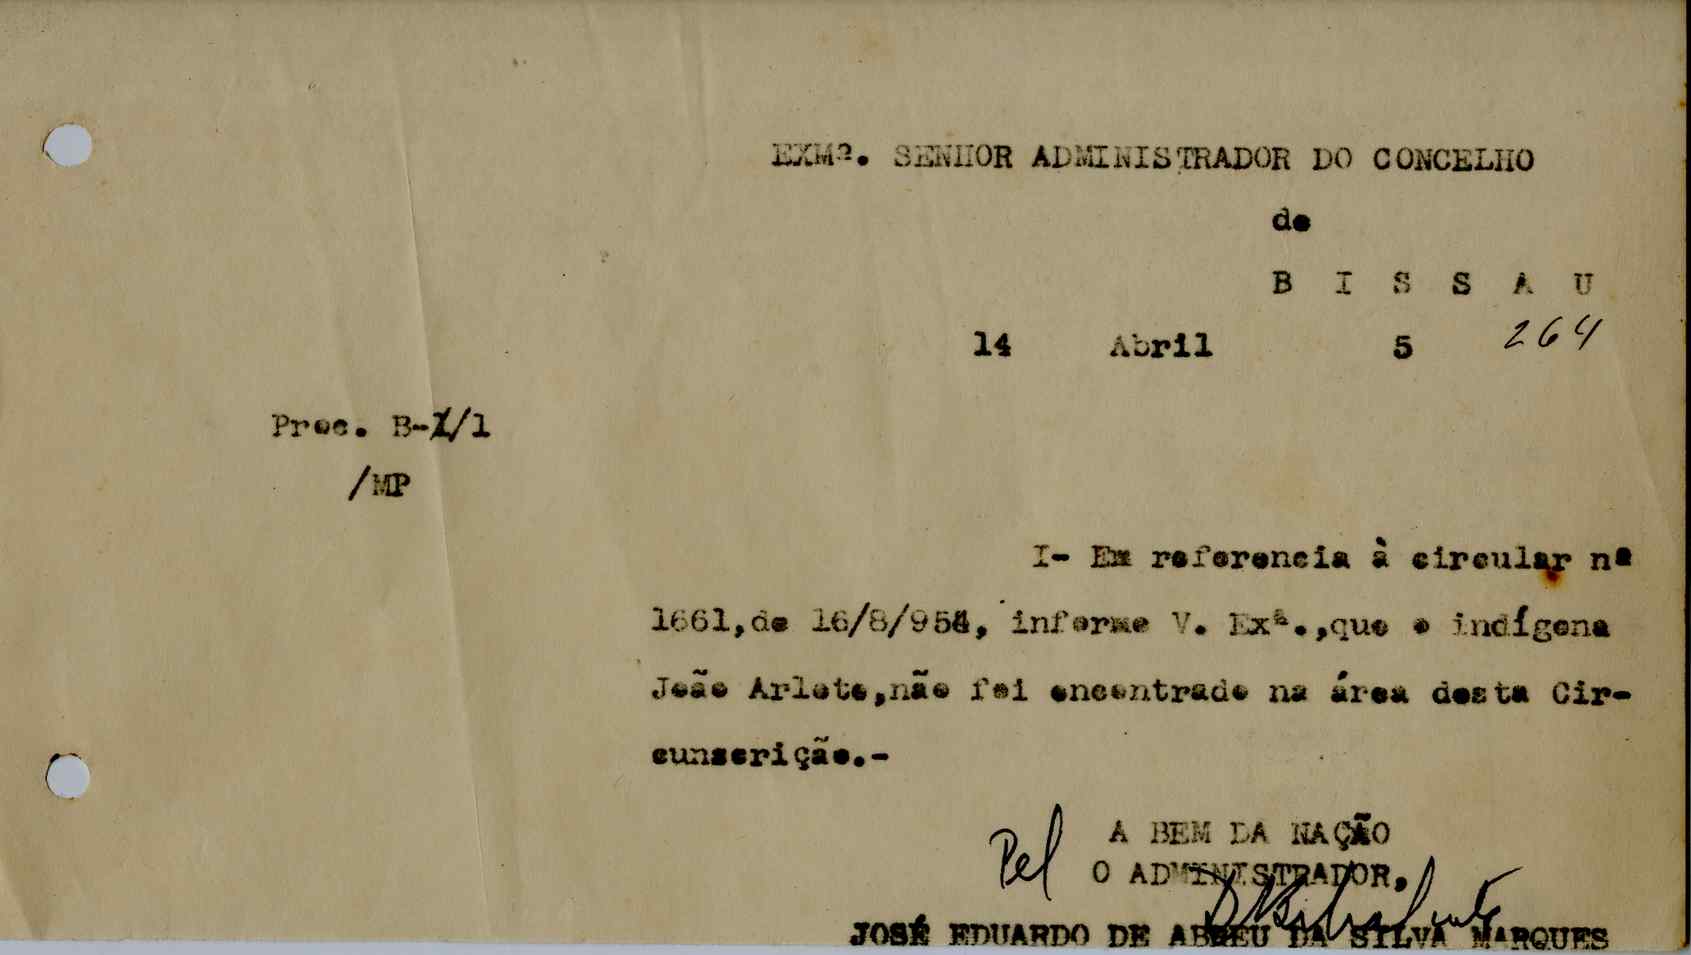 EXMº. SENHOR ADMINISTRADOR DO CONCELHO
de
B I S S A U
14 Abril 5 264
Proc. B-1/1
/MP
I- Em referencia à circular nº
1661,de 16/8/954, informo V. Exª.,que o indígena
João Arlete,não foi encontrado na área desta Cir-
cunscrição.-
Pel A BEM DA NAÇÃO
O ADMINISTRADOR,
JOSÉ EDUARDO DE ABREU DA SILVA MARQUES